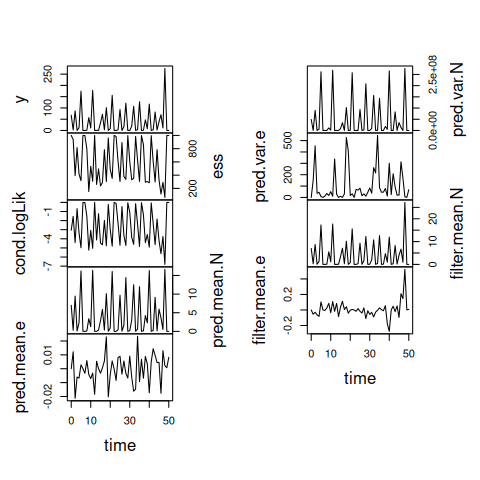 y
0 50 150 250
ess
200 800
cond.logLik
-7 -4 -1
pred.mean.N
0 5 10
pred.mean.e
-0.02 0.01
0 10 30 50
time
pred.var.N
0.0e+00 2.5e+08
pred.var.e
0 200 500
filter.mean.N
0 10 20
filter.mean.e
-0.2 0.2
0 10 30 50
time